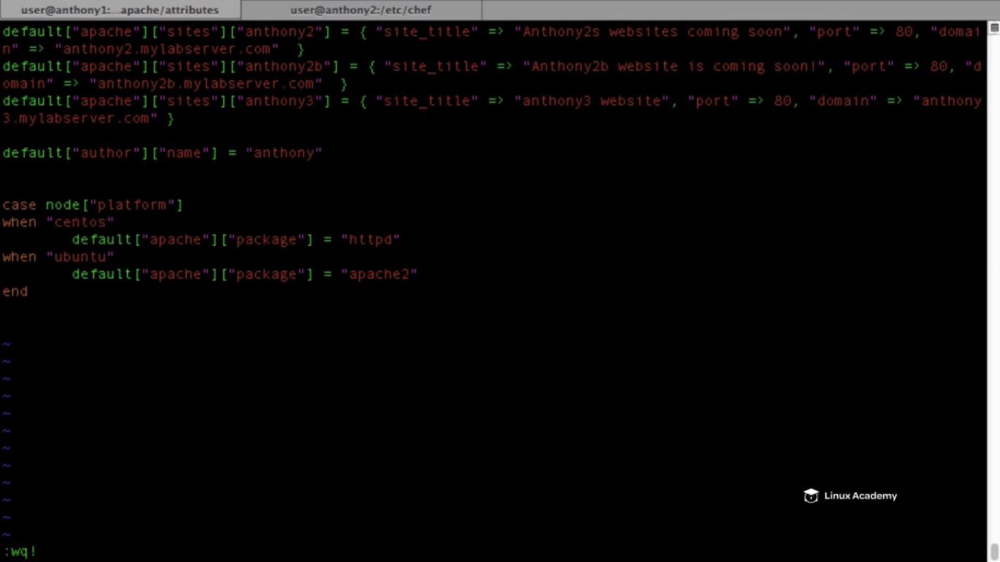 user@anthony1:...apache/attributes
user@anthony2:/etc/chef
default["apache"]["sites"]["anthony2"] = { "site_title" => "Anthony2s websites coming soon", "port" => 80, "domai
n" => "anthony2.mylabserver.com"  }
default["apache"]["sites"]["anthony2b"] = { "site_title" => "Anthony2b website is coming soon!", "port" => 80, "d
omain" => "anthony2b.mylabserver.com"  }
default["apache"]["sites"]["anthony3"] = { "site_title" => "anthony3 website", "port" => 80, "domain" => "anthony
3.mylabserver.com" }
default["author"]["name"] = "anthony"
case node["platform"]
when "centos"
        default["apache"]["package"] = "httpd"
when "ubuntu"
        default["apache"]["package"] = "apache2"
end
~
~
~
~
~
~
~
~
~
~
~
~
Linux Academy
:wq!